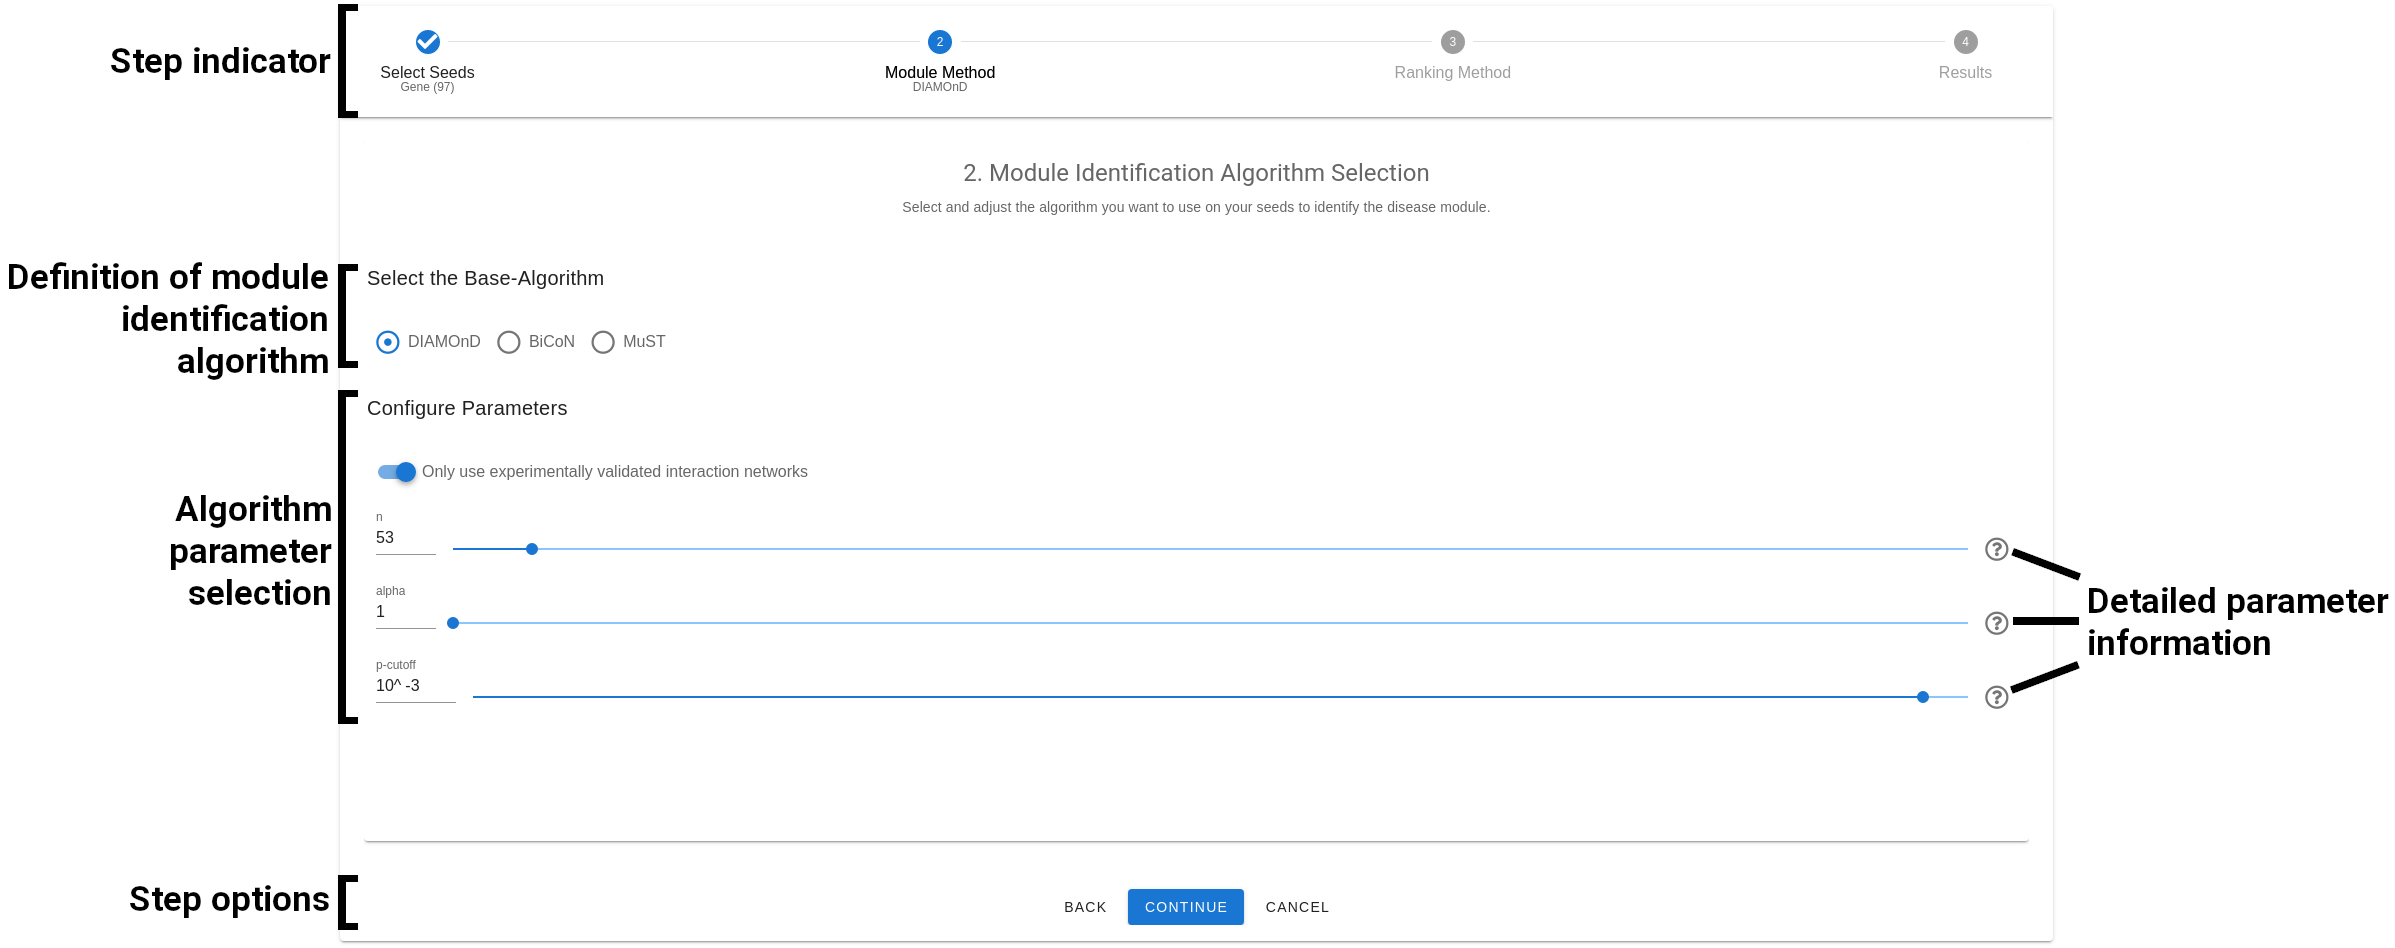 Step indicator
2
3
4
Select Seeds
Gene (97)
Module Method
DIAMOnD
Ranking Method
Results
2. Module Identification Algorithm Selection
Select and adjust the algorithm you want to use on your seeds to identify the disease module.
Definition of module
identification
algorithm
Select the Base-Algorithm
DIAMOnD
BiCoN
MuST
Algorithm
parameter
selection
Configure Parameters
Only use experimentally validated interaction networks
n
53
?
alpha
1
?
p-cutoff
10^ -3
?
Detailed parameter
information
Step options
BACK
CONTINUE
CANCEL